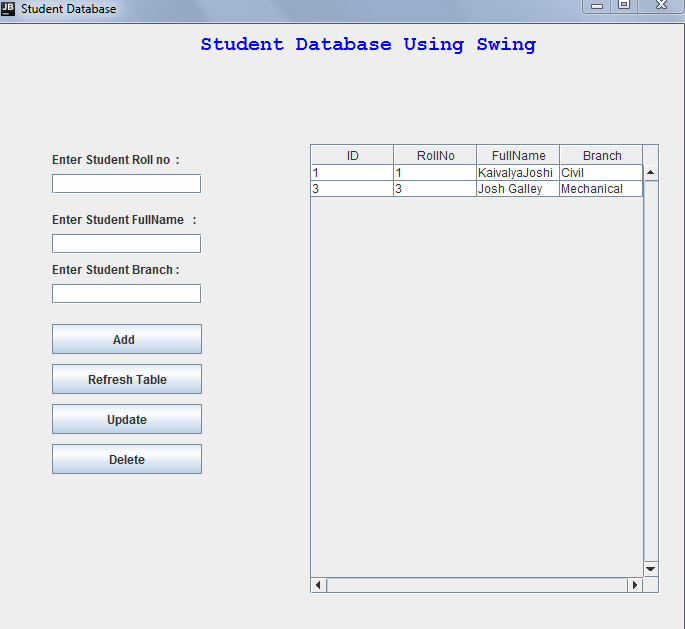 JB Student Database
Student Database Using Swing
Enter Student Roll no :
Enter Student FullName :
Enter Student Branch :
Add
Refresh Table
Update
Delete
ID RollNo FullName Branch
1 1 KaivalyaJoshi Civil
3 3 Josh Galley Mechanical